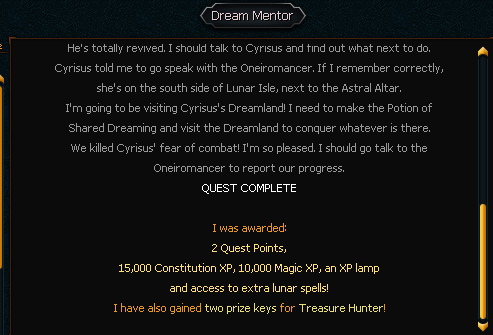 Dream Mentor
He's totally revived. I should talk to Cyrisus and find out what next to do.
Cyrisus told me to go speak with the Oneiromancer. If I remember correctly,
she's on the south side of Lunar Isle, next to the Astral Altar.
I'm going to be visiting Cyrisus's Dreamland! I need to make the Potion of
Shared Dreaming and visit the Dreamland to conquer whatever is there.
We killed Cyrisus' fear of combat! I'm so pleased. I should go talk to the
Oneiromancer to report our progress.
QUEST COMPLETE
I was awarded:
2 Quest Points,
15,000 Constitution XP, 10,000 Magic XP, an XP lamp
and access to extra lunar spells!
I have also gained two prize keys for Treasure Hunter!